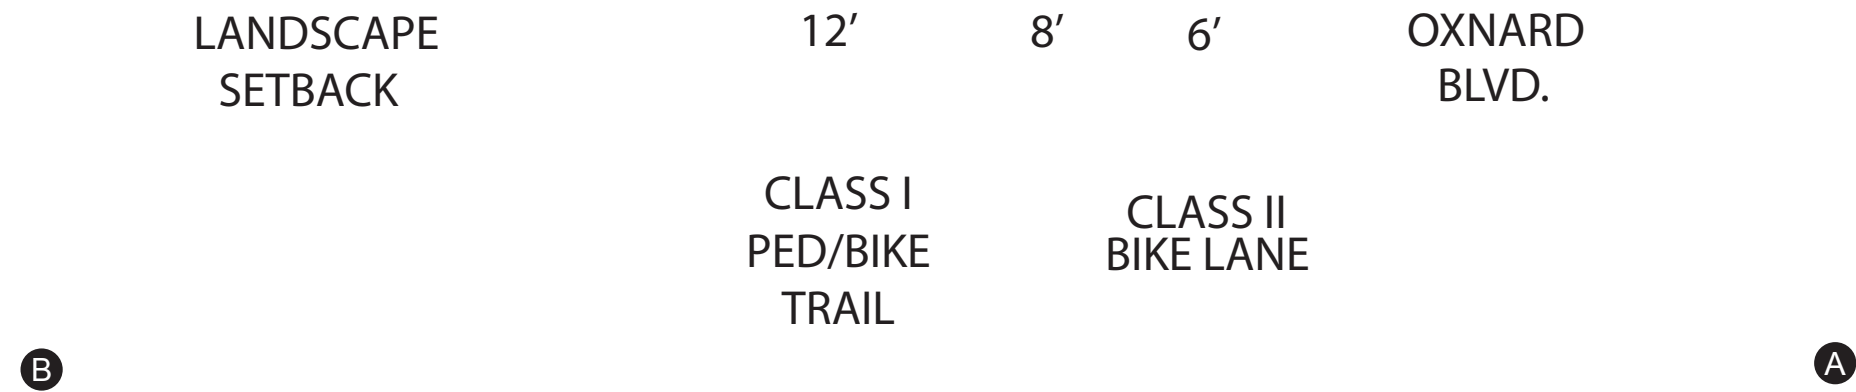 LANDSCAPE
SETBACK
12’
8’
6’
OXNARD
BLVD.
CLASS I
PED/BIKE
TRAIL
CLASS II
BIKE LANE
B
A